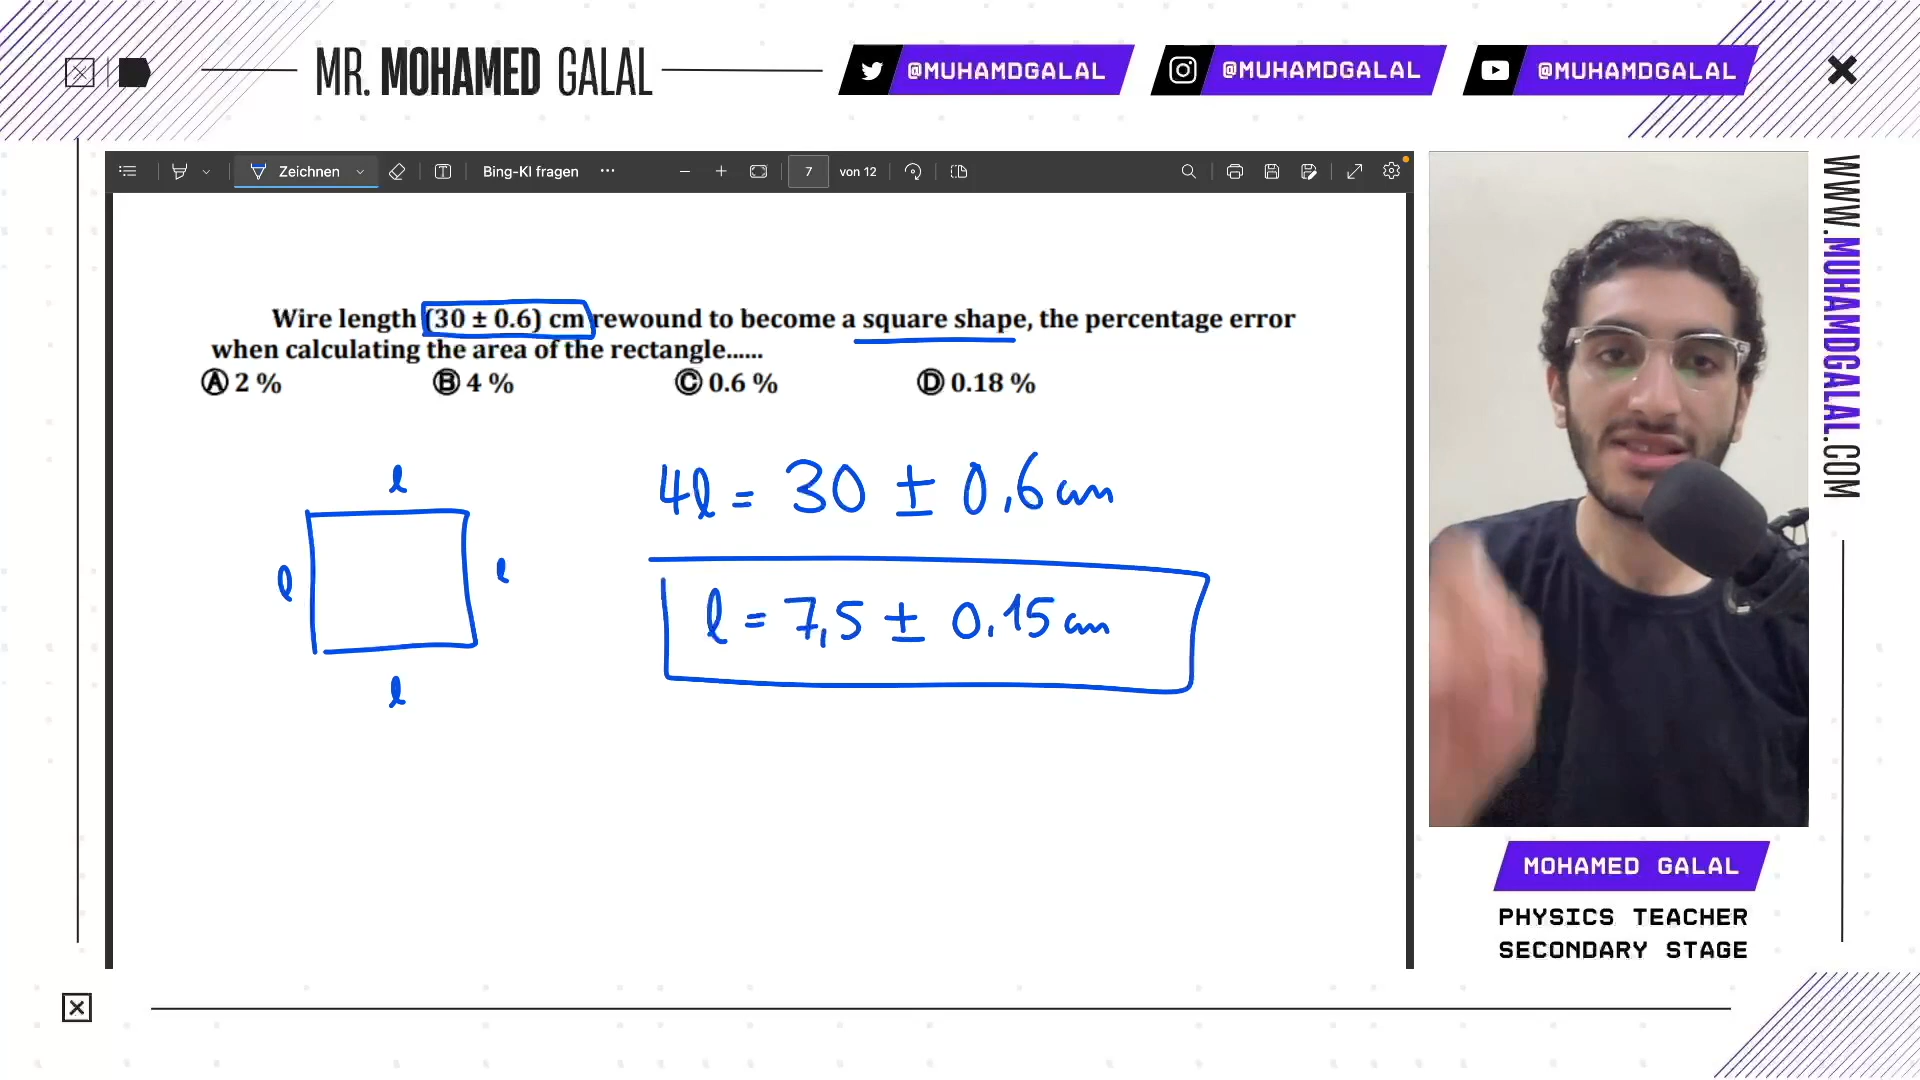 MR. MOHAMED GALAL
@MUHAMDGALAL
@MUHAMDGALAL
@MUHAMDGALAL
WWW.MUHAMDGALAL.COM
Zeichnen
Bing-KI fragen
7
von 12
Wire length (30 ± 0.6) cm rewound to become a square shape, the percentage error
when calculating the area of the rectangle......
Ⓐ 2 % Ⓑ 4 % Ⓒ 0.6 % Ⓓ 0.18 %
l
l
l
l
4l = 30 ± 0,6 cm
l = 7,5 ± 0.15 cm
MOHAMED GALAL
PHYSICS TEACHER
SECONDARY STAGE